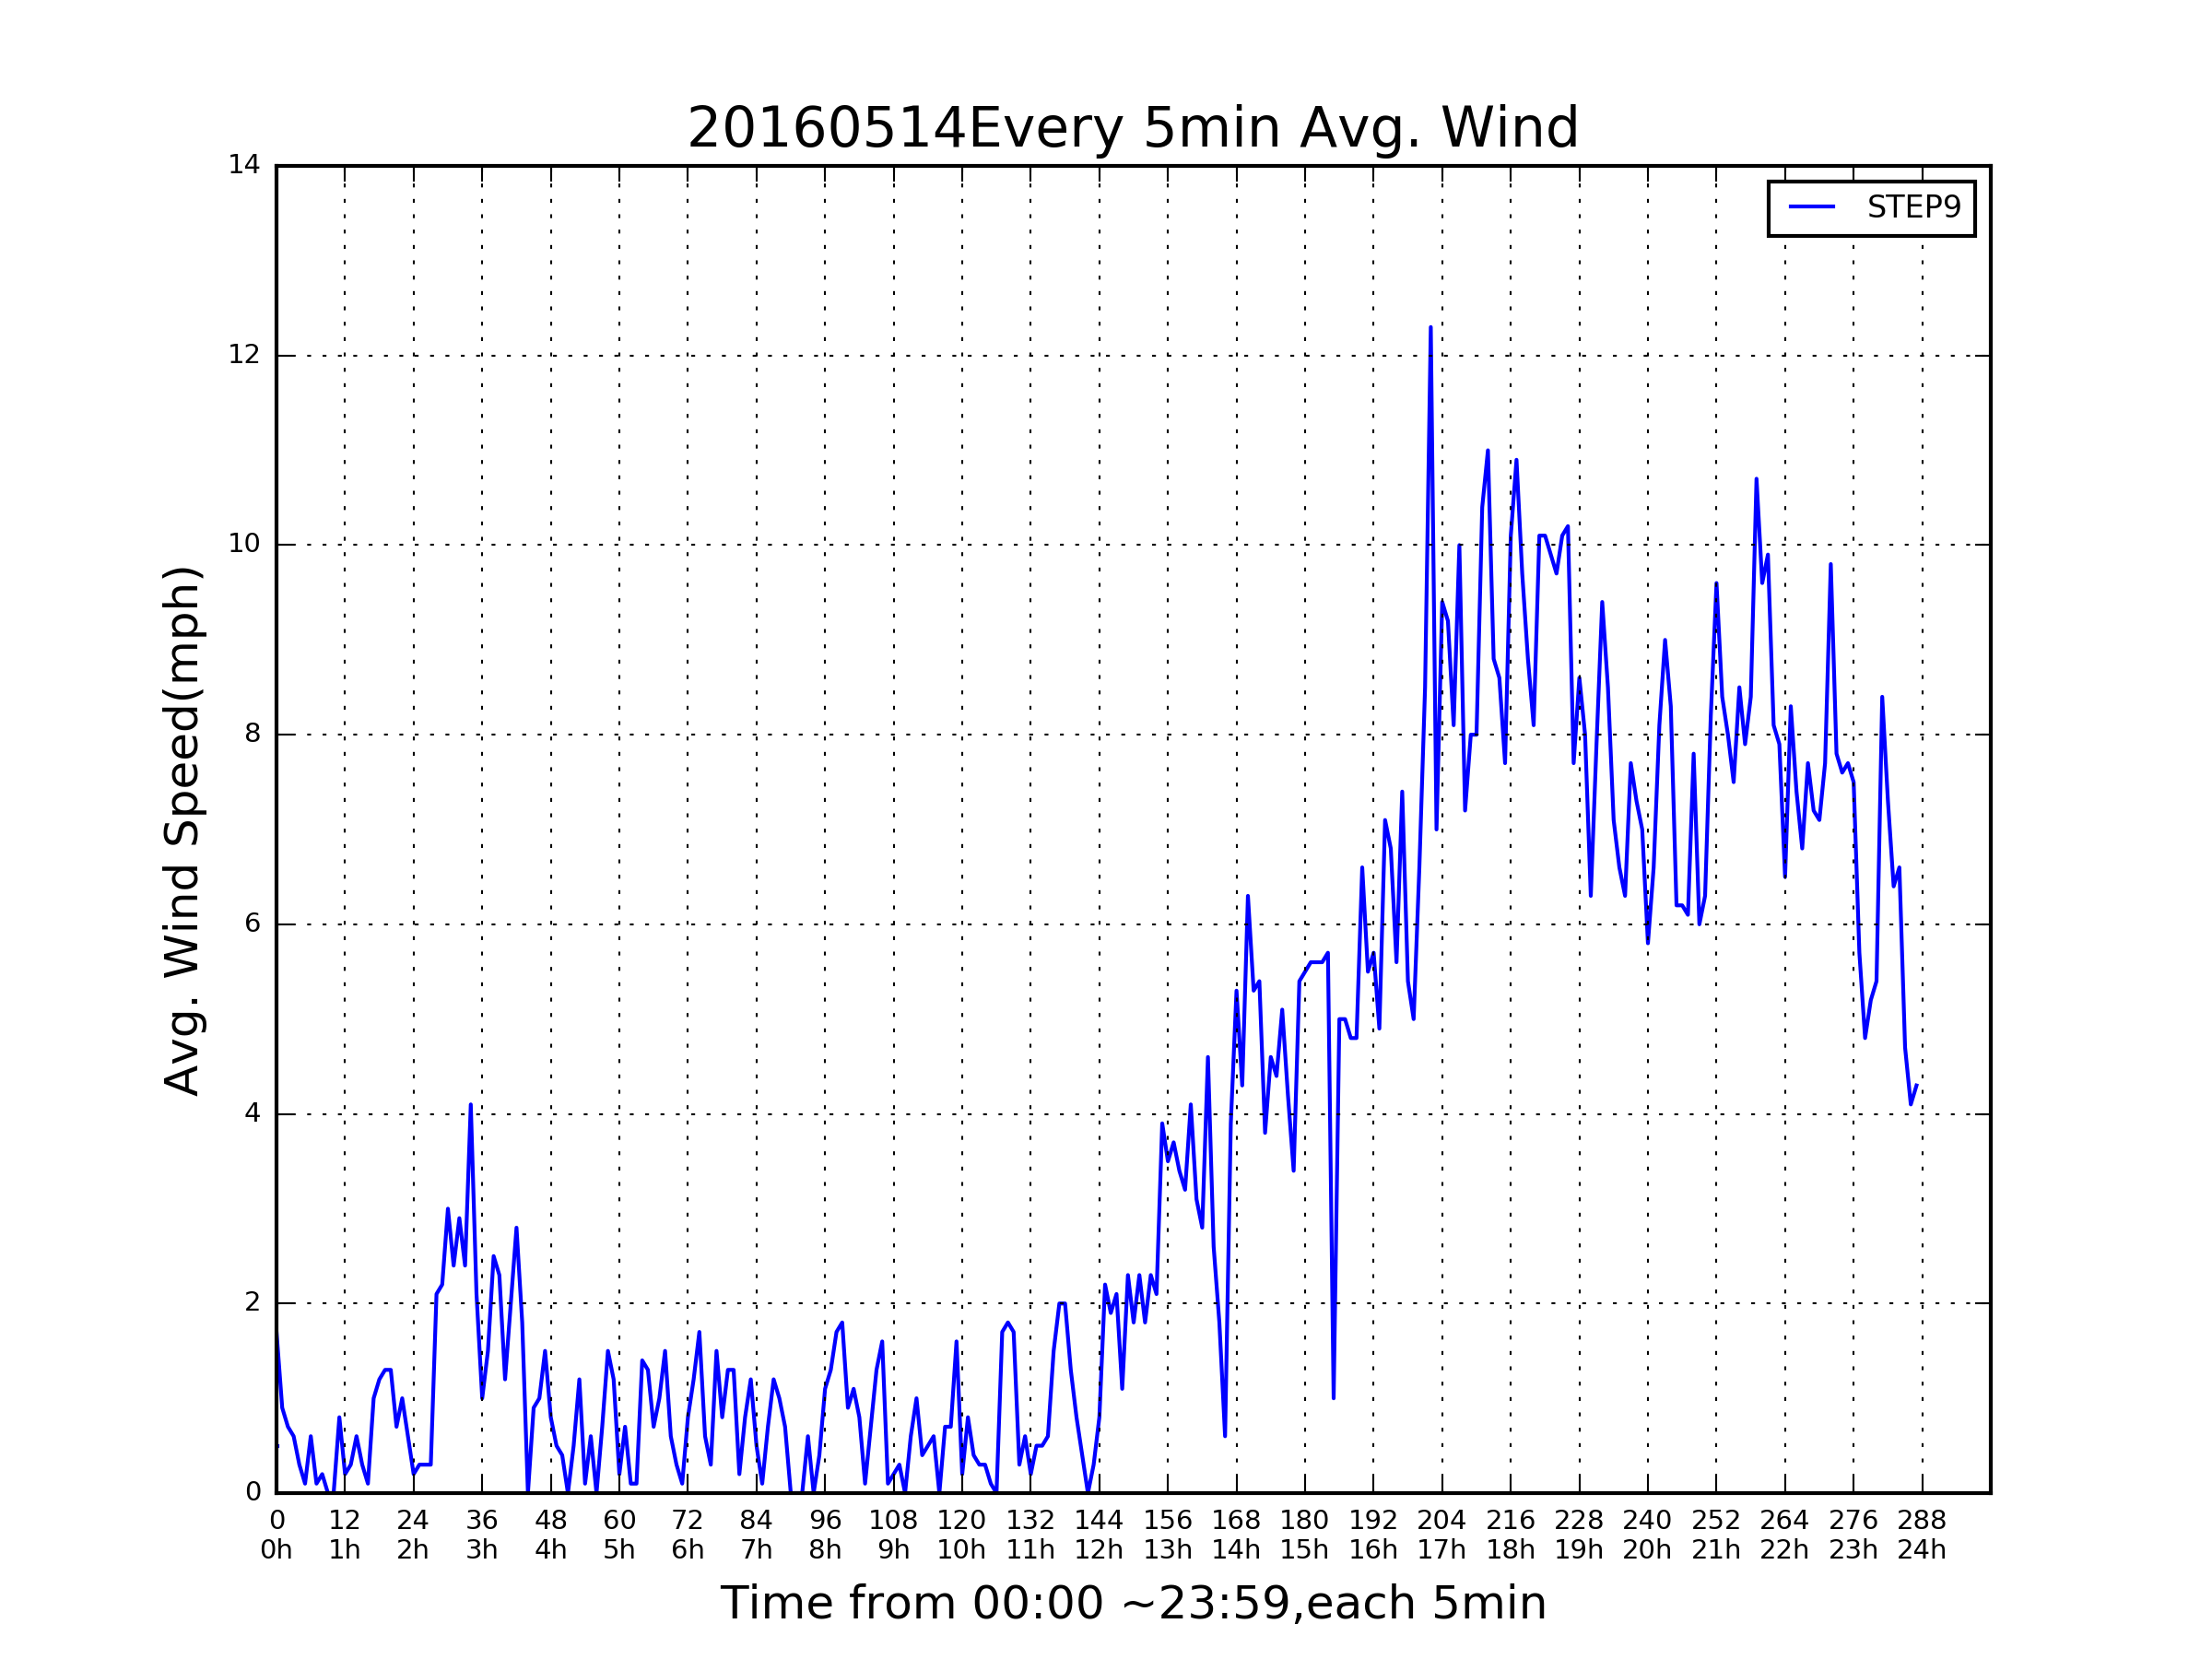 20160514Every 5min Avg. Wind
STEP9
Avg. Wind Speed(mph)
14
12
10
8
6
4
2
0
0 12 24 36 48 60 72 84 96 108 120 132 144 156 168 180 192 204 216 228 240 252 264 276 288
0h 1h 2h 3h 4h 5h 6h 7h 8h 9h 10h 11h 12h 13h 14h 15h 16h 17h 18h 19h 20h 21h 22h 23h 24h
Time from 00:00 ~23:59,each 5min